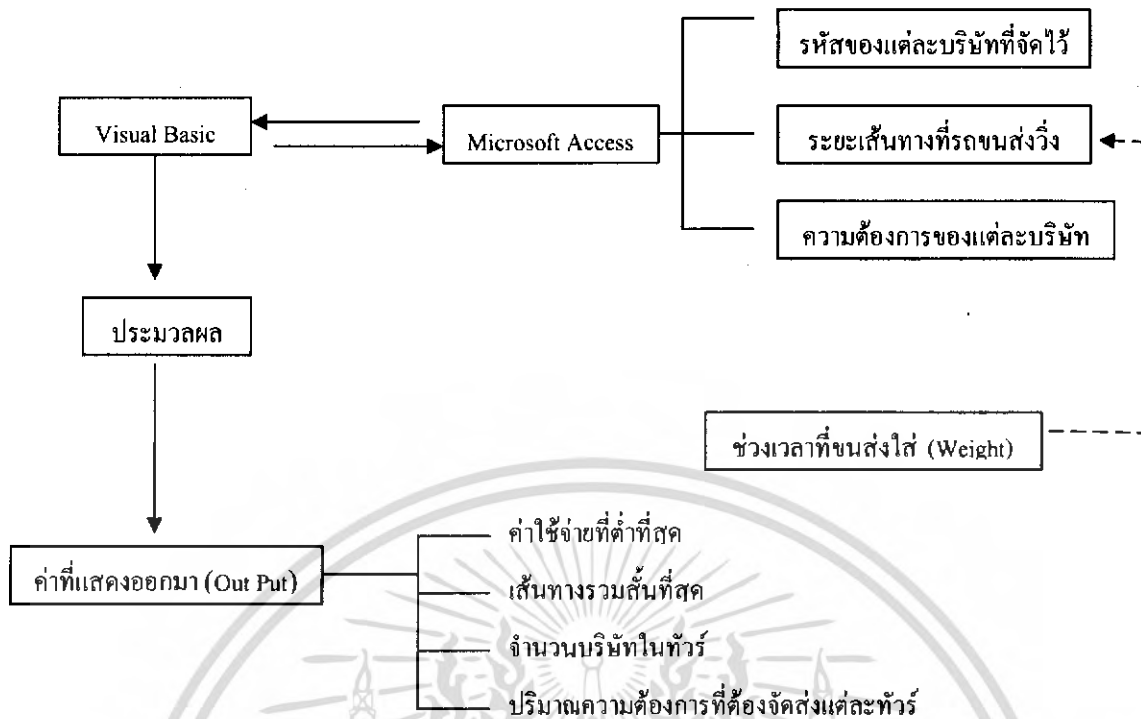 รหัสของแต่ละบริษัทที่จัดไว้
Visual Basic
Microsoft Access
ระยะเส้นทางที่รถขนส่งวิ่ง
ความต้องการของแต่ละบริษัท
ประมวลผล
ช่วงเวลาที่ขนส่งใส่ (Weight)
ค่าที่แสดงออกมา (Out Put)
ค่าใช้จ่ายที่ต่ำที่สุด
เส้นทางรวมสั้นที่สุด
จำนวนบริษัทในทัวร์
ปริมาณความต้องการที่ต้องจัดส่งแต่ละทัวร์